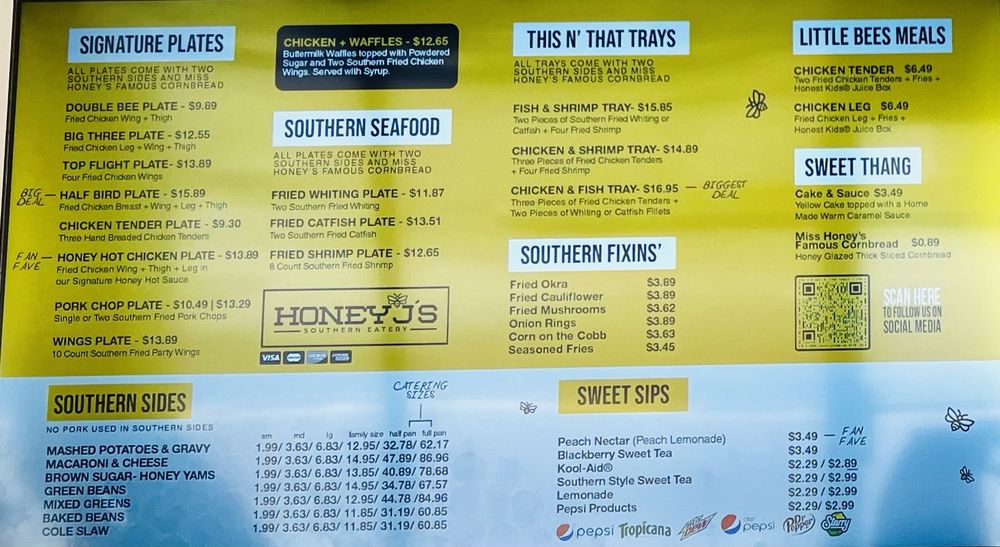 SIGNATURE PLATES
ALL PLATES COME WITH TWO
SOUTHERN SIDES AND MISS
HONEY'S FAMOUS CORNBREAD
DOUBLE BEE PLATE - $9.89
Fried Chicken Wing + Thigh
BIG THREE PLATE - $12.55
Fried Chicken Leg + Wing + Thigh
TOP FLIGHT PLATE- $13.89
Four Fried Chicken Wings
BIG DEAL
HALF BIRD PLATE - $15.89
Fried Chicken Breast + Wing + Leg + Thigh
CHICKEN TENDER PLATE - $9.30
Three Hand Breaded Chicken Tenders
FAN FAVE
HONEY HOT CHICKEN PLATE - $13.89
Fried Chicken Wing + Thigh + Leg in
our Signature Honey Hot Sauce
PORK CHOP PLATE - $10.49 | $13.29
Single or Two Southern Fried Pork Chops
WINGS PLATE - $13.69
10 Count Southern Fried Party Wings
CHICKEN + WAFFLES - $12.65
Buttermilk Waffles topped with Powdered
Sugar and Two Southern Fried Chicken
Wings. Served with Syrup.
SOUTHERN SEAFOOD
ALL PLATES COME WITH TWO
SOUTHERN SIDES AND MISS
HONEY'S FAMOUS CORNBREAD
FRIED WHITING PLATE - $11.87
Two Southern Fried Whiting
FRIED CATFISH PLATE - $13.51
Two Southern Fried Catfish
FRIED SHRIMP PLATE - $12.65
8 Count Southern Fried Shrimp
HONEY J'S
SOUTHERN EATERY
VISA
THIS N' THAT TRAYS
ALL TRAYS COME WITH TWO
SOUTHERN SIDES AND MISS
HONEY'S FAMOUS CORNBREAD
FISH & SHRIMP TRAY- $15.85
Two Pieces of Southern Fried Whiting or
Catfish + Four Fried Shrimp
CHICKEN & SHRIMP TRAY- $14.89
Three Pieces of Fried Chicken Tenders
+ Four Fried Shrimp
CHICKEN & FISH TRAY- $16.95
BIGGEST DEAL
Three Pieces of Fried Chicken Tenders +
Two Pieces of Whiting or Catfish Fillets
SOUTHERN FIXINS'
Fried Okra $3.89
Fried Cauliflower $3.89
Fried Mushrooms $3.62
Onion Rings $3.89
Corn on the Cobb $3.63
Seasoned Fries $3.45
LITTLE BEES MEALS
CHICKEN TENDER $6.49
Two Fried Chicken Tenders + Fries +
Honest Kids® Juice Box
CHICKEN LEG $6.49
Fried Chicken Leg + Fries +
Honest Kids® Juice Box
SWEET THANG
Cake & Sauce $3.49
Yellow Cake topped with a Home
Made Warm Caramel Sauce
Miss Honey's
Famous Cornbread $0.89
Honey Glazed Thick Sliced Cornbread
SCAN HERE
TO FOLLOW US ON
SOCIAL MEDIA
SOUTHERN SIDES
NO PORK USED IN SOUTHERN SIDES
CATERING
SIZES
sm md lg family size half pan full pan
MASHED POTATOES & GRAVY 1.99/ 3.63/ 6.83/ 12.95/ 32.78/ 62.17
MACARONI & CHEESE 1.99/ 3.63/ 6.83/ 14.95/ 47.89/ 86.96
BROWN SUGAR- HONEY YAMS 1.99/ 3.63/ 6.83/ 13.85/ 40.89/ 78.68
GREEN BEANS 1.99/ 3.63/ 6.83/ 14.95/ 34.78/ 67.57
MIXED GREENS 1.99/ 3.63/ 6.83/ 12.95/ 44.78 /84.96
BAKED BEANS 1.99/ 3.63/ 6.83/ 11.85/ 31.19/ 60.85
COLE SLAW 1.99/ 3.63/ 6.83/ 11.85/ 31.19/ 60.85
SWEET SIPS
Peach Nectar (Peach Lemonade) $3.49
FAN FAVE
Blackberry Sweet Tea $3.49
Kool-Aid® $2.29 / $2.89
Southern Style Sweet Tea $2.29 / $2.99
Lemonade $2.29 / $2.99
Pepsi Products $2.29/ $2.99
pepsi Tropicana Mtn DEW diet pepsi Dr Pepper Starry